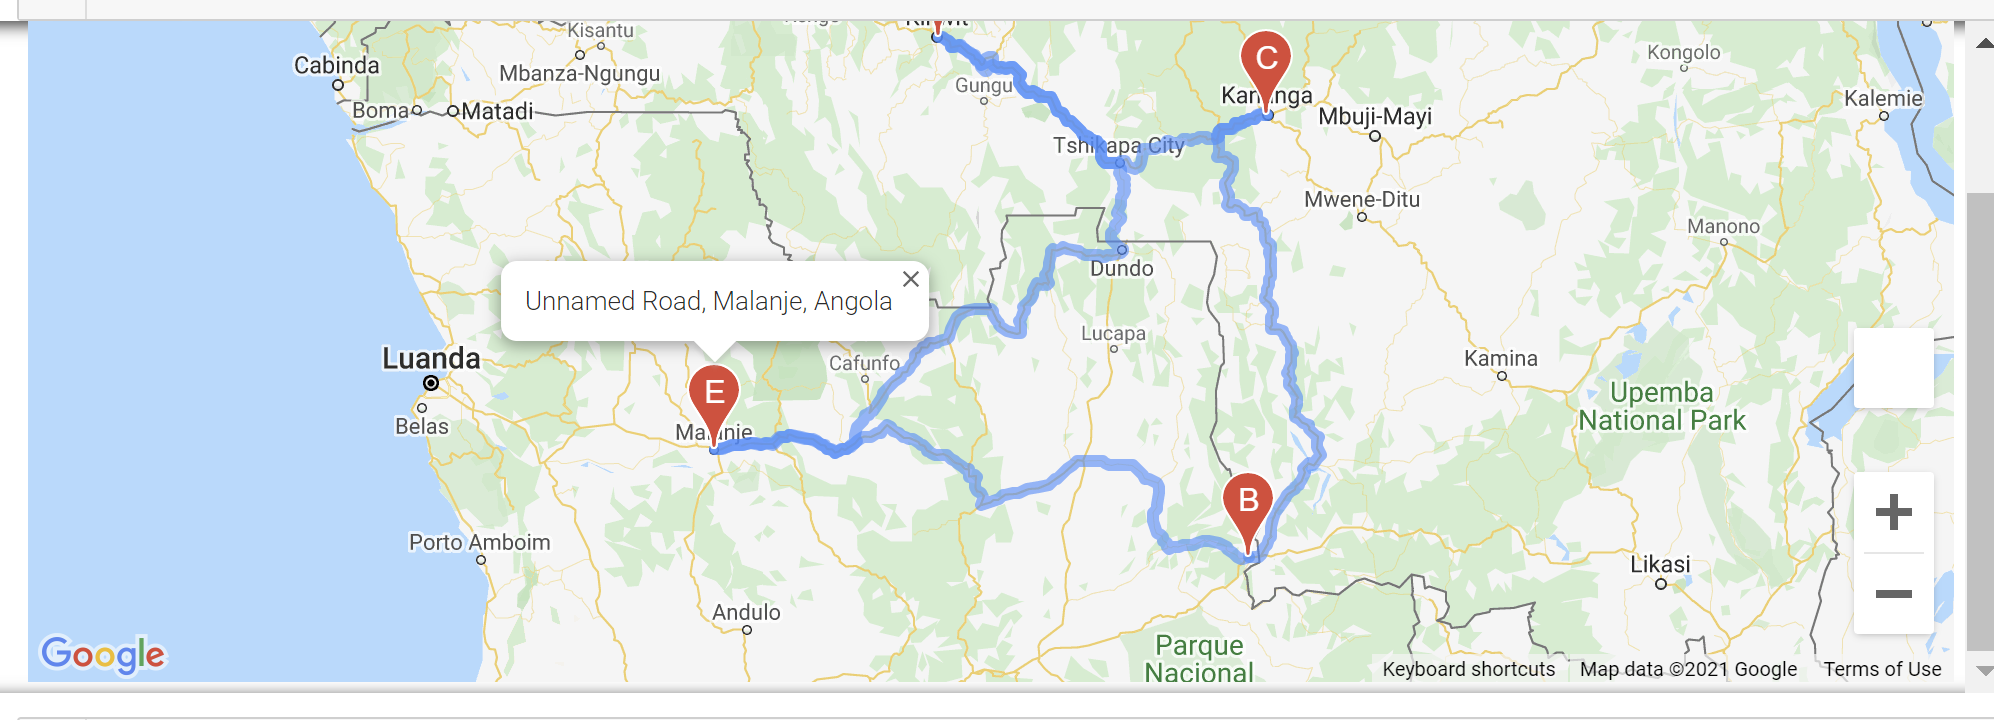 Kisantu
Cabinda
Mbanza-Ngungu
Boma
Matadi
Gungu
C
Kananga
Mbuji-Mayi
Kongolo
Kalemie
Tshikapa City
Mwene-Ditu
Manono
Dundo
Unnamed Road, Malanje, Angola
Lucapa
Luanda
Cafunfo
Kamina
E
Upemba
National Park
Belas
Malanje
B
Porto Amboim
Likasi
Andulo
Parque
Nacional
Google
Keyboard shortcuts Map data ©2021 Google Terms of Use